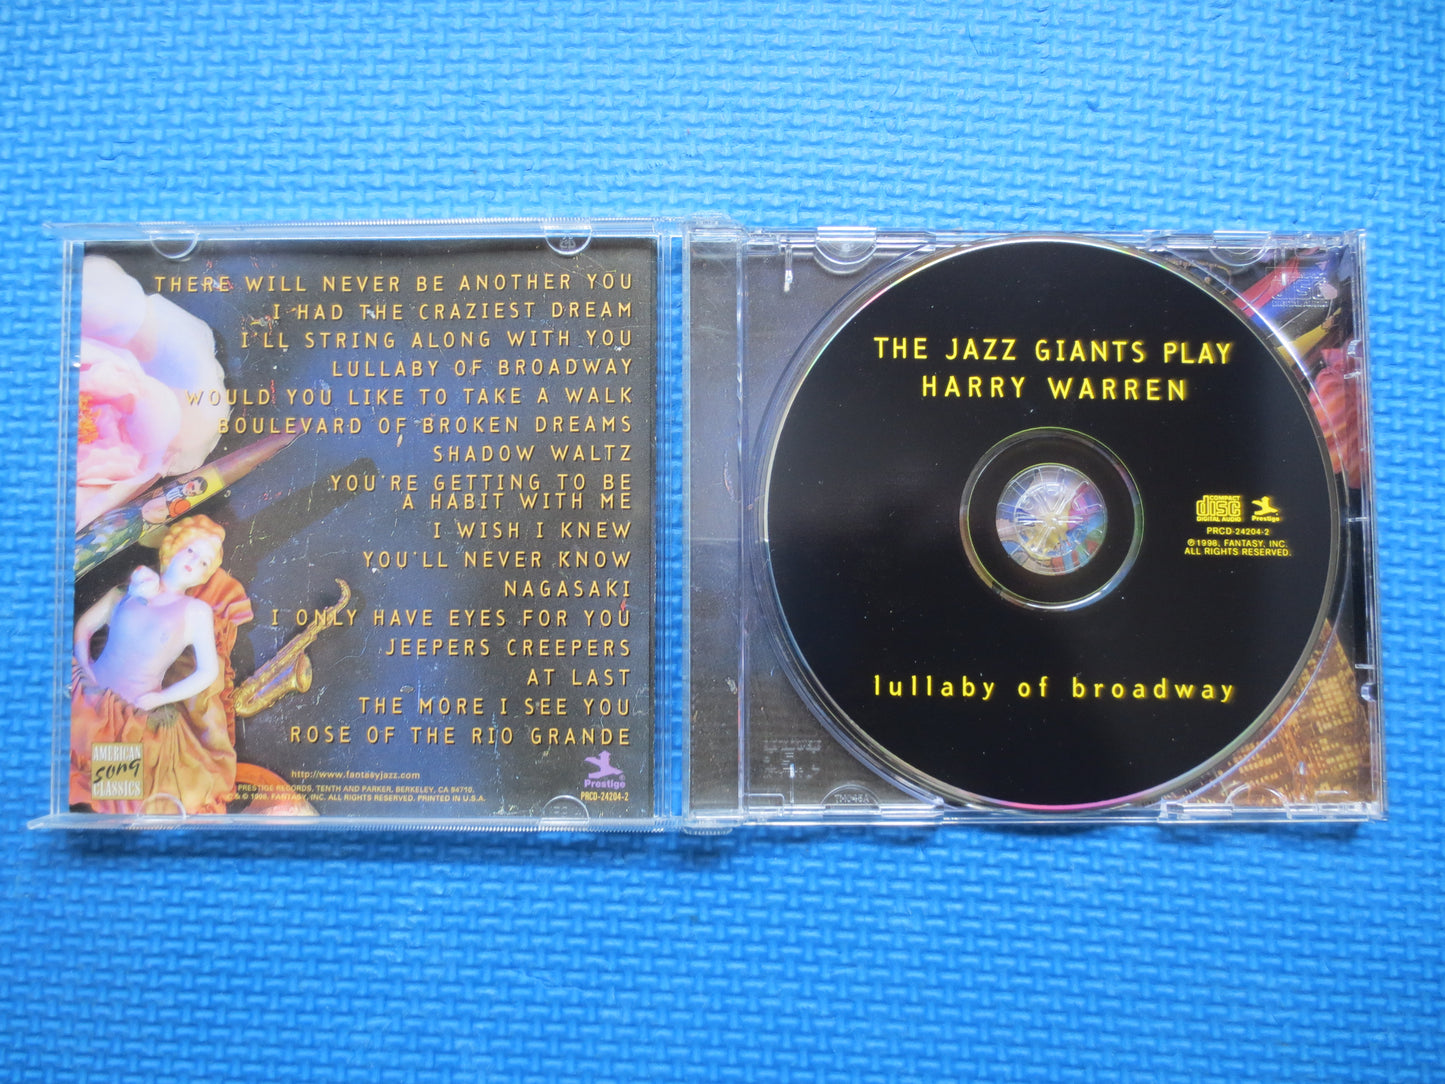 THERE WILL NEVER BE ANOTHER YOU
I HAD THE CRAZIEST DREAM
I'LL STRING ALONG WITH YOU
LULLABY OF BROADWAY
WOULD YOU LIKE TO TAKE A WALK
BOULEVARD OF BROKEN DREAMS
SHADOW WALTZ
YOU'RE GETTING TO BE
A HABIT WITH ME
I WISH I KNEW
YOU'LL NEVER KNOW
NAGASAKI
I ONLY HAVE EYES FOR YOU
JEEPERS CREEPERS
AT LAST
THE MORE I SEE YOU
ROSE OF THE RIO GRANDE
AMERICAN
song
CLASSICS
http://www.fantasyjazz.com
PRESTIGE RECORDS, TENTH AND PARKER, BERKELEY, CA 94710.
& © 1998, FANTASY, INC. ALL RIGHTS RESERVED. PRINTED IN U.S.A.
Prestige
PRCD-24204-2
THE JAZZ GIANTS PLAY
HARRY WARREN
COMPACT
disc
DIGITAL AUDIO
Prestige
PRCD-24204-2
℗ 1998, FANTASY, INC.
ALL RIGHTS RESERVED.
lullaby of broadway